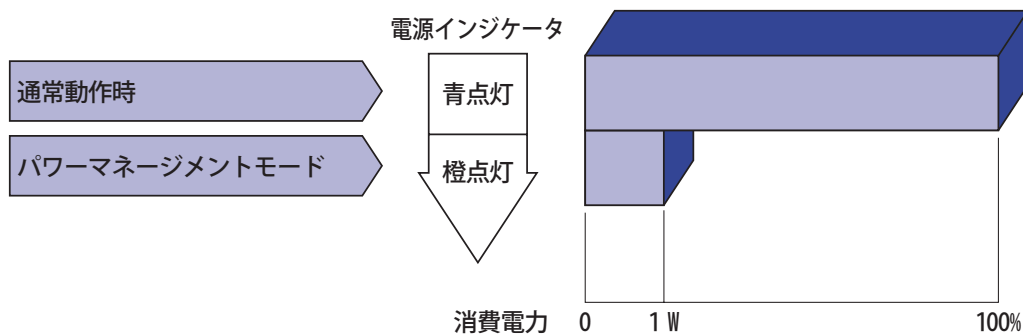 電源インジケータ
通常動作時
青点灯
パワーマネージメントモード
橙点灯
消費電力 0 1 W 100%